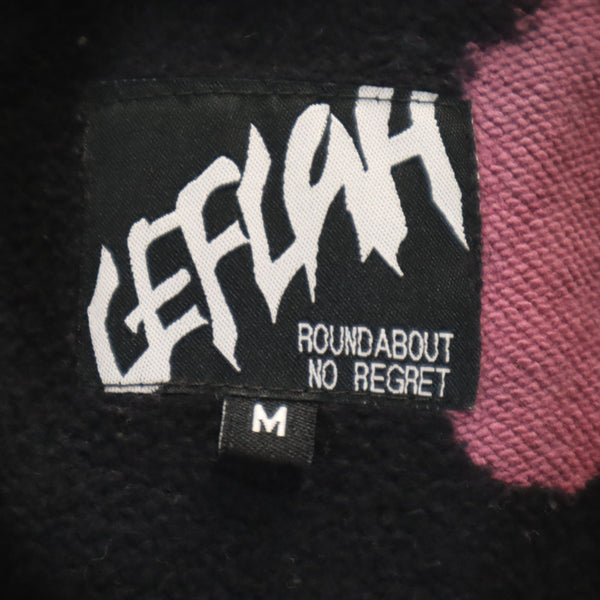 LEFLAH
ROUNDABOUT
NO REGRET
M